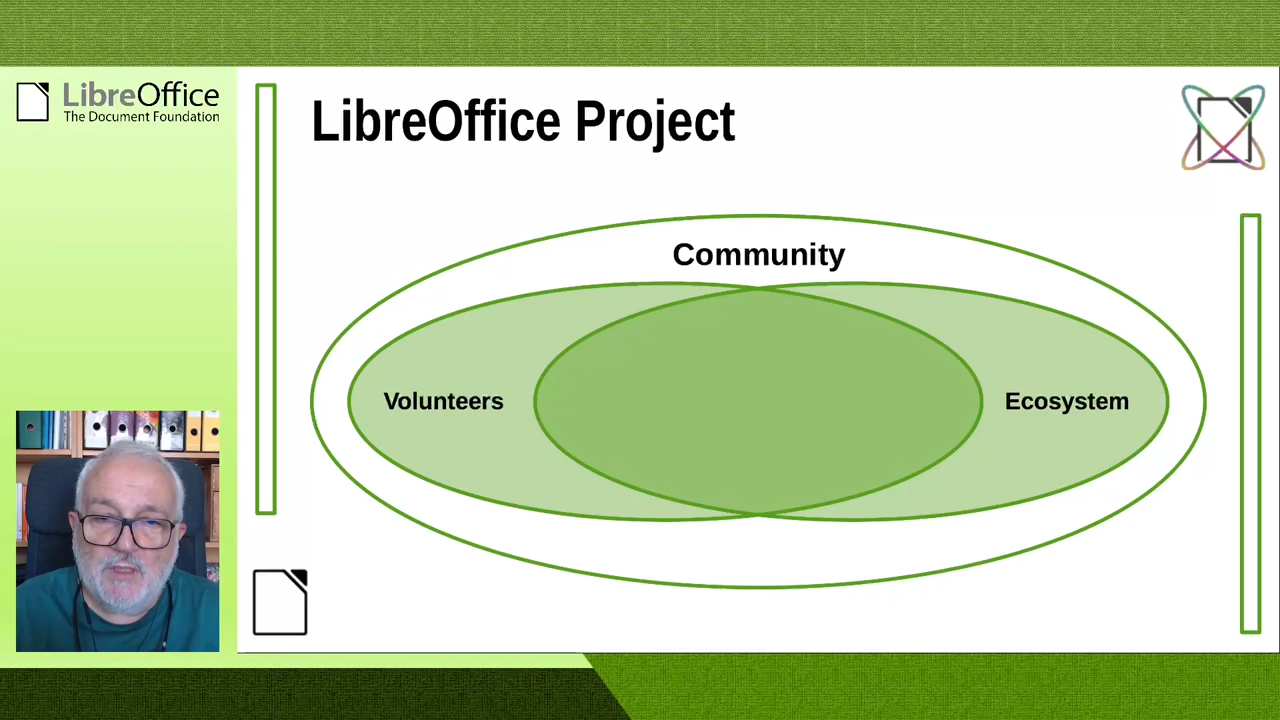 LibreOffice
The Document Foundation
LibreOffice Project
Community
Volunteers
Ecosystem